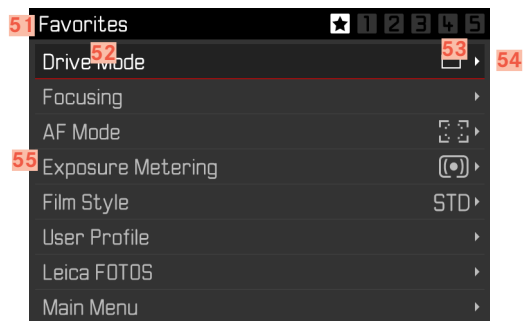 51 Favorites ★ 1 2 3 4 5
52 53
Drive Mode 54
Focusing
AF Mode
55 Exposure Metering
Film Style STD
User Profile
Leica FOTOS
Main Menu